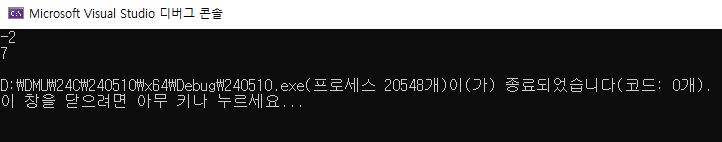 Microsoft Visual Studio 디버그 콘솔
-2
7
D:₩DMU₩24C₩240510₩x64₩Debug₩240510.exe(프로세스 20548개)이(가) 종료되었습니다(코드: 0개).
이 창을 닫으려면 아무 키나 누르세요...